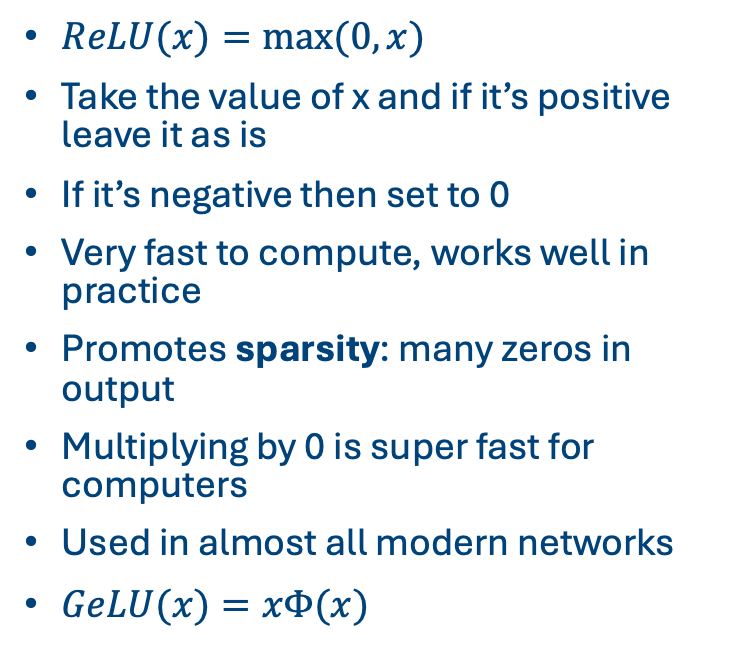 • ReLU(x) = max(0, x)
• Take the value of x and if it’s positive
leave it as is
• If it’s negative then set to 0
• Very fast to compute, works well in
practice
• Promotes sparsity: many zeros in
output
• Multiplying by 0 is super fast for
computers
• Used in almost all modern networks
• GeLU(x) = xΦ(x)